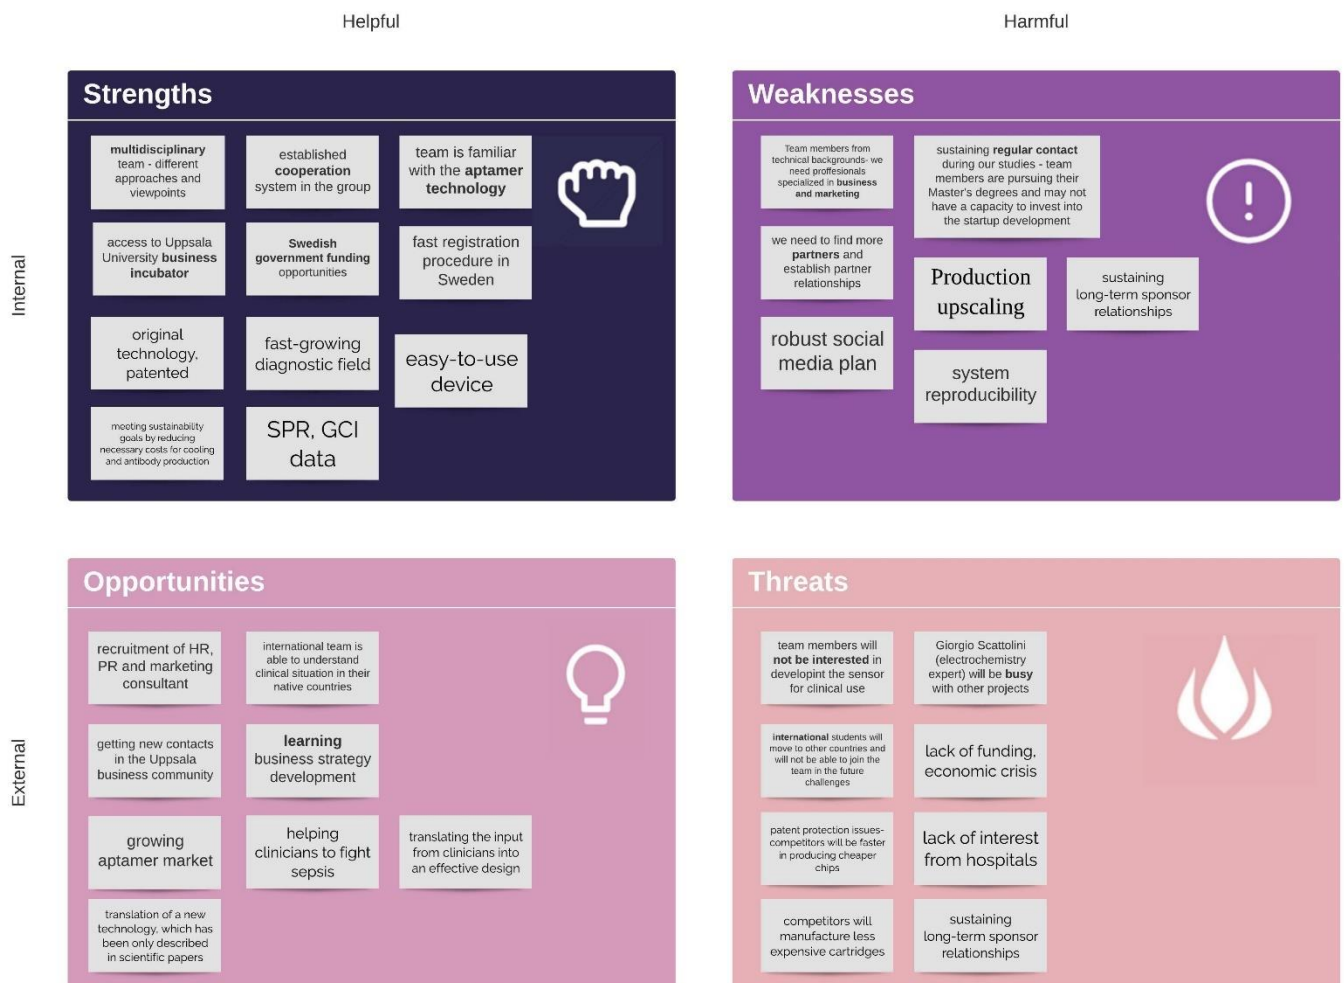 Helpful
Harmful
Internal
External
Strengths
multidisciplinary
team - different
approaches and
viewpoints
established
cooperation
system in the group
team is familiar
with the aptamer
technology
access to Uppsala
University business
incubator
Swedish
government funding
opportunities
fast registration
procedure in
Sweden
original
technology,
patented
fast-growing
diagnostic field
easy-to-use
device
meeting sustainability
goals by reducing
necessary costs for cooling
and antibody production
SPR, GCI
data
Weaknesses
Team members from
technical backgrounds- we
need proffesionals
specialized in business
and marketing
sustaining regular contact
during our studies - team
members are pursuing their
Master's degrees and may not
have a capacity to invest into
the startup development
we need to find more
partners and
establish partner
relationships
Production
upscaling
sustaining
long-term sponsor
relationships
robust social
media plan
system
reproducibility
Opportunities
recruitment of HR,
PR and marketing
consultant
international team is
able to understand
clinical situation in their
native countries
getting new contacts
in the Uppsala
business community
learning
business strategy
development
growing
aptamer market
helping
clinicians to fight
sepsis
translating the input
from clinicians into
an effective design
translation of a new
technology, which has
been only described
in scientific papers
Threats
team members will
not be interested in
developint the sensor
for clinical use
Giorgio Scattolini
(electrochemistry
expert) will be busy
with other projects
international students will
move to other countries and
will not be able to join the
team in the future
challenges
lack of funding,
economic crisis
patent protection issues-
competitors will be faster
in producing cheaper
chips
lack of interest
from hospitals
competitors will
manufacture less
expensive cartridges
sustaining
long-term sponsor
relationships